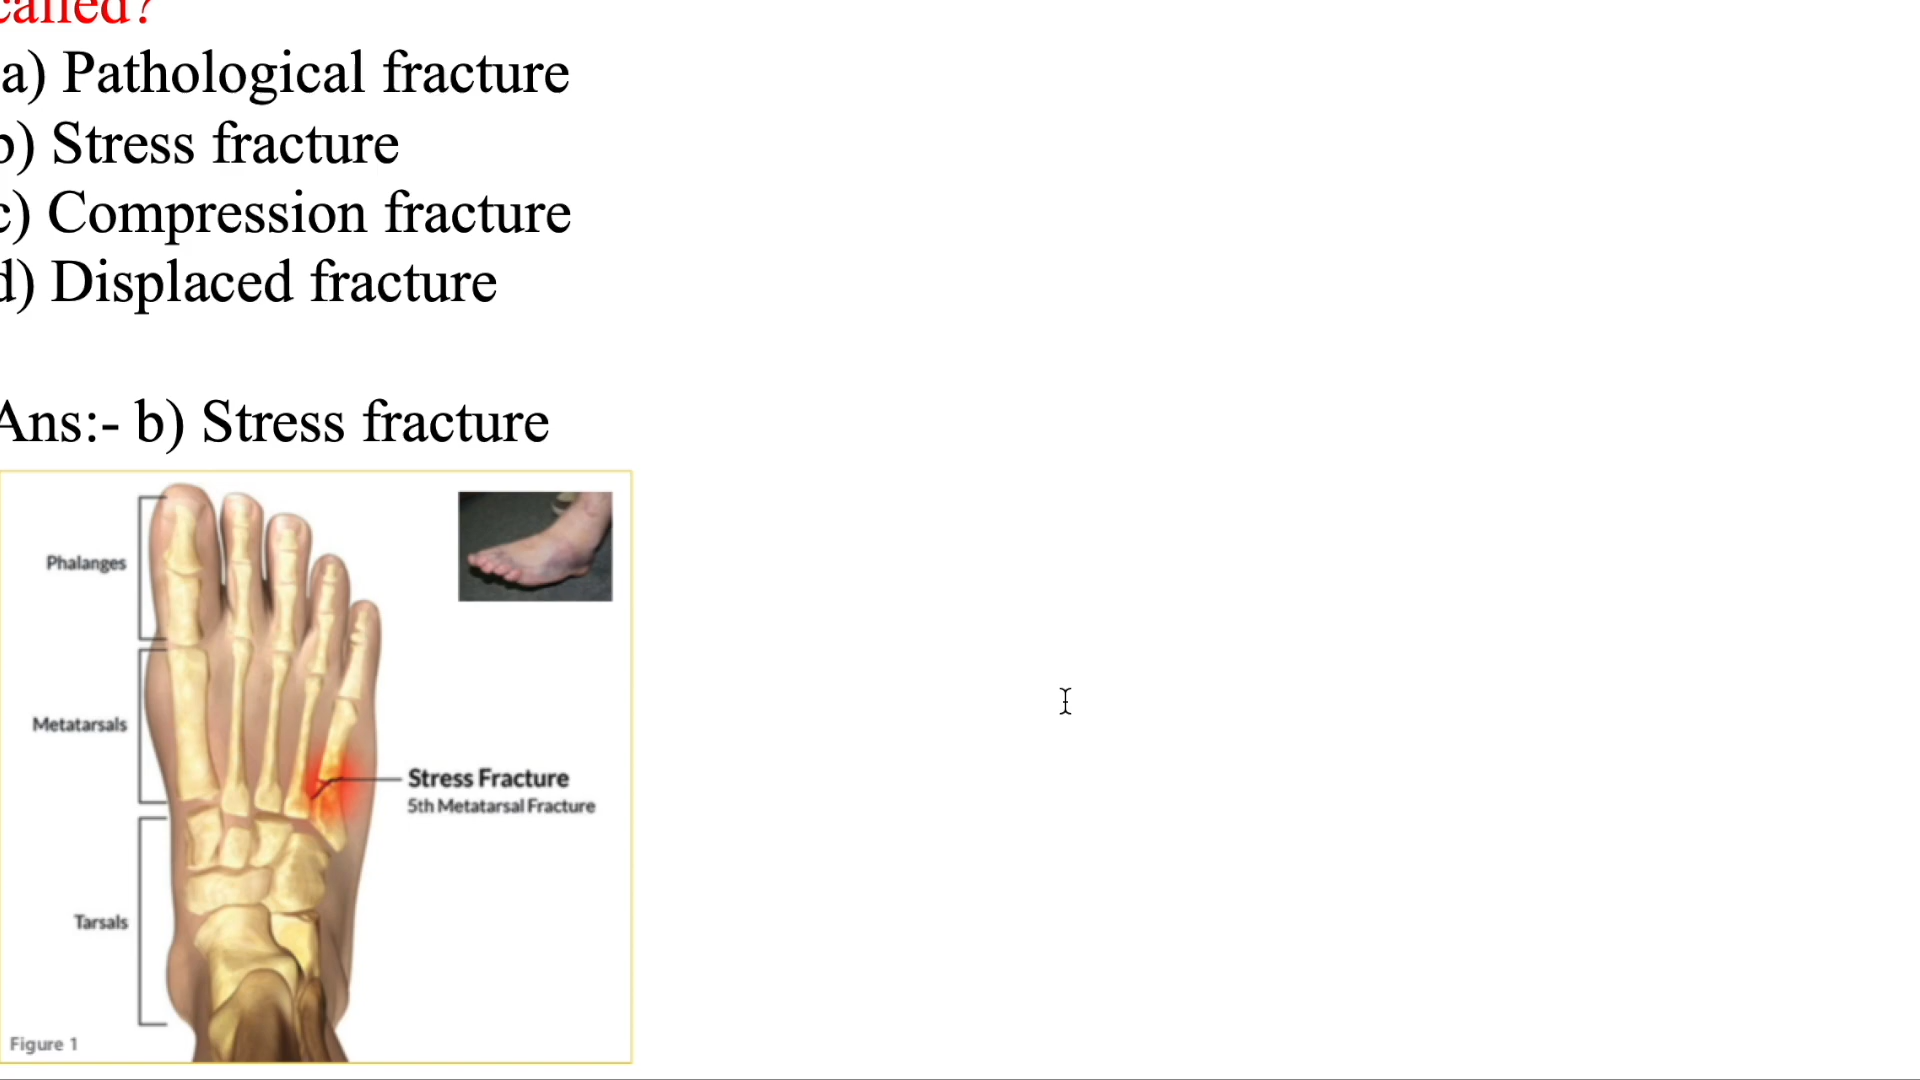 called?
a) Pathological fracture
b) Stress fracture
c) Compression fracture
d) Displaced fracture
Ans:- b) Stress fracture
Phalanges
Metatarsals
Stress Fracture
5th Metatarsal Fracture
Tarsals
Figure 1